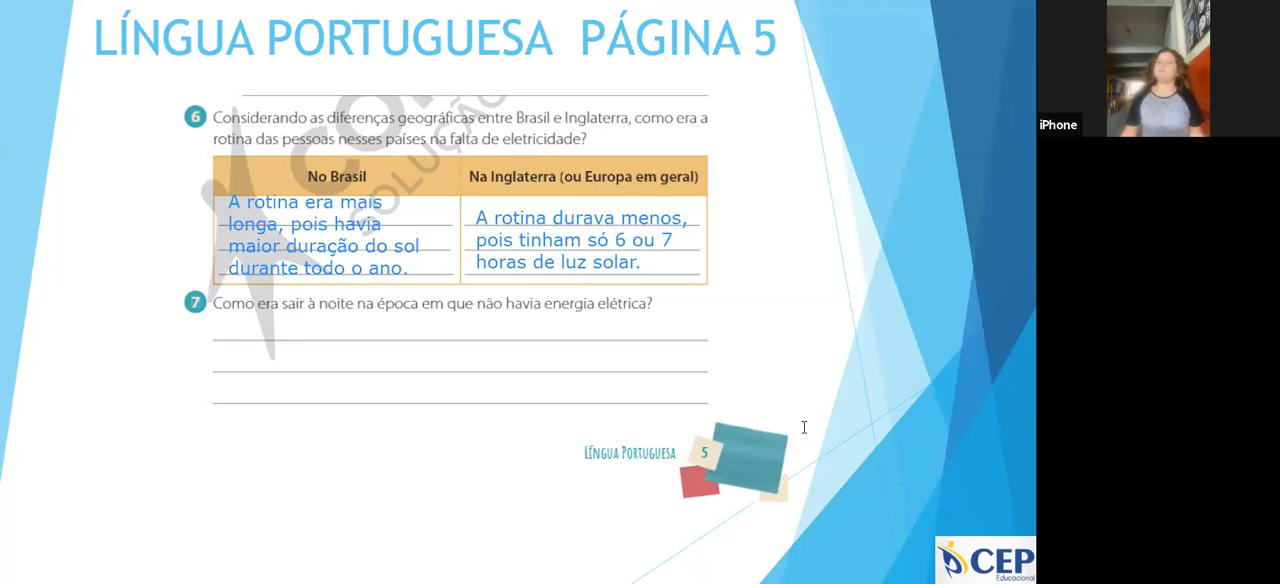 LÍNGUA PORTUGUESA PÁGINA 5
iPhone
6 Considerando as diferenças geográficas entre Brasil e Inglaterra, como era a
rotina das pessoas nesses países na falta de eletricidade?
No Brasil
A rotina era mais
longa, pois havia
maior duração do sol
durante todo o ano.
Na Inglaterra (ou Europa em geral)
A rotina durava menos,
pois tinham só 6 ou 7
horas de luz solar.
7 Como era sair à noite na época em que não havia energia elétrica?
LÍNGUA PORTUGUESA 5
CEP
Educacional